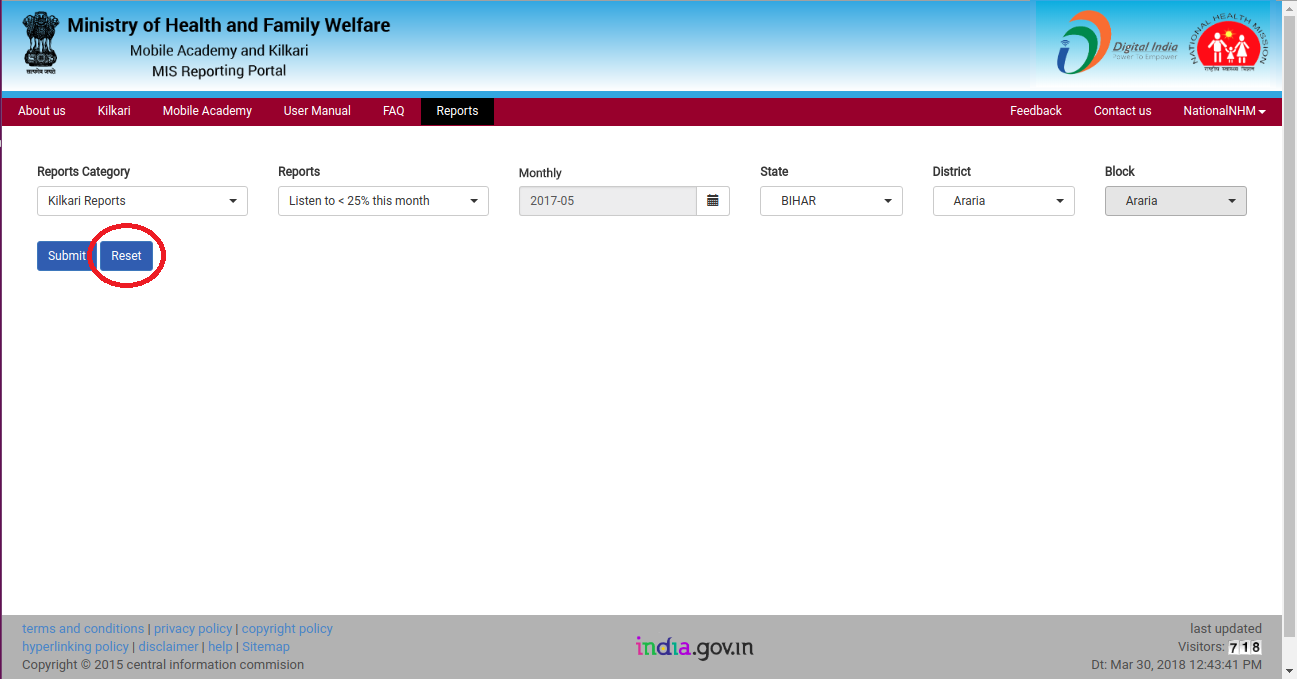 Ministry of Health and Family Welfare
Mobile Academy and Kilkari
MIS Reporting Portal
सत्यमेव जयते
Digital India
Power To Empower
NATIONAL HEALTH MISSION
राष्ट्रीय स्वास्थ्य मिशन
About us Kilkari Mobile Academy User Manual FAQ Reports Feedback Contact us NationalNHM
Reports Category Reports Monthly State District Block
Kilkari Reports Listen to < 25% this month 2017-05 BIHAR Araria Araria
Submit Reset
terms and conditions | privacy policy | copyright policy
hyperlinking policy | disclaimer | help | Sitemap
Copyright © 2015 central information commision
india.gov.in
last updated
Visitors: 718
Dt: Mar 30, 2018 12:43:41 PM